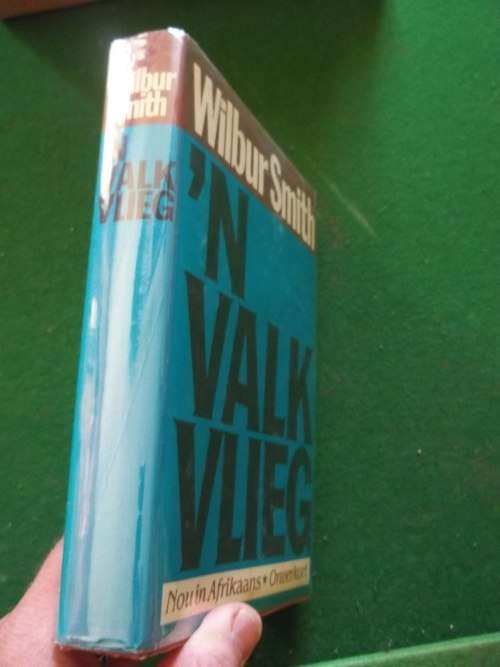 Wilbur
Smith
'N
VALK
VLIEG
Wilbur Smith
'N
VALK
VLIEG
Nou in Afrikaans * Onverkort